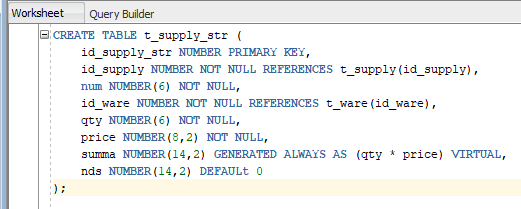 Worksheet Query Builder
CREATE TABLE t_supply_str (
id_supply_str NUMBER PRIMARY KEY,
id_supply NUMBER NOT NULL REFERENCES t_supply(id_supply),
num NUMBER(6) NOT NULL,
id_ware NUMBER NOT NULL REFERENCES t_ware(id_ware),
qty NUMBER(6) NOT NULL,
price NUMBER(8,2) NOT NULL,
summa NUMBER(14,2) GENERATED ALWAYS AS (qty * price) VIRTUAL,
nds NUMBER(14,2) DEFAULt 0
);